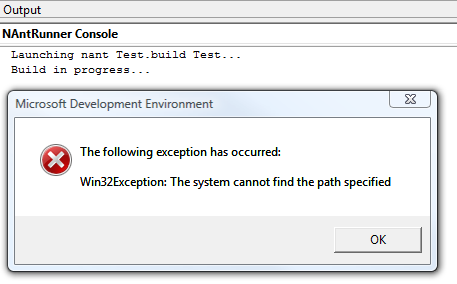 Output
NAntRunner Console
Launching nant Test.build Test...
Build in progress...
Microsoft Development Environment
The following exception has occurred:
Win32Exception: The system cannot find the path specified
OK